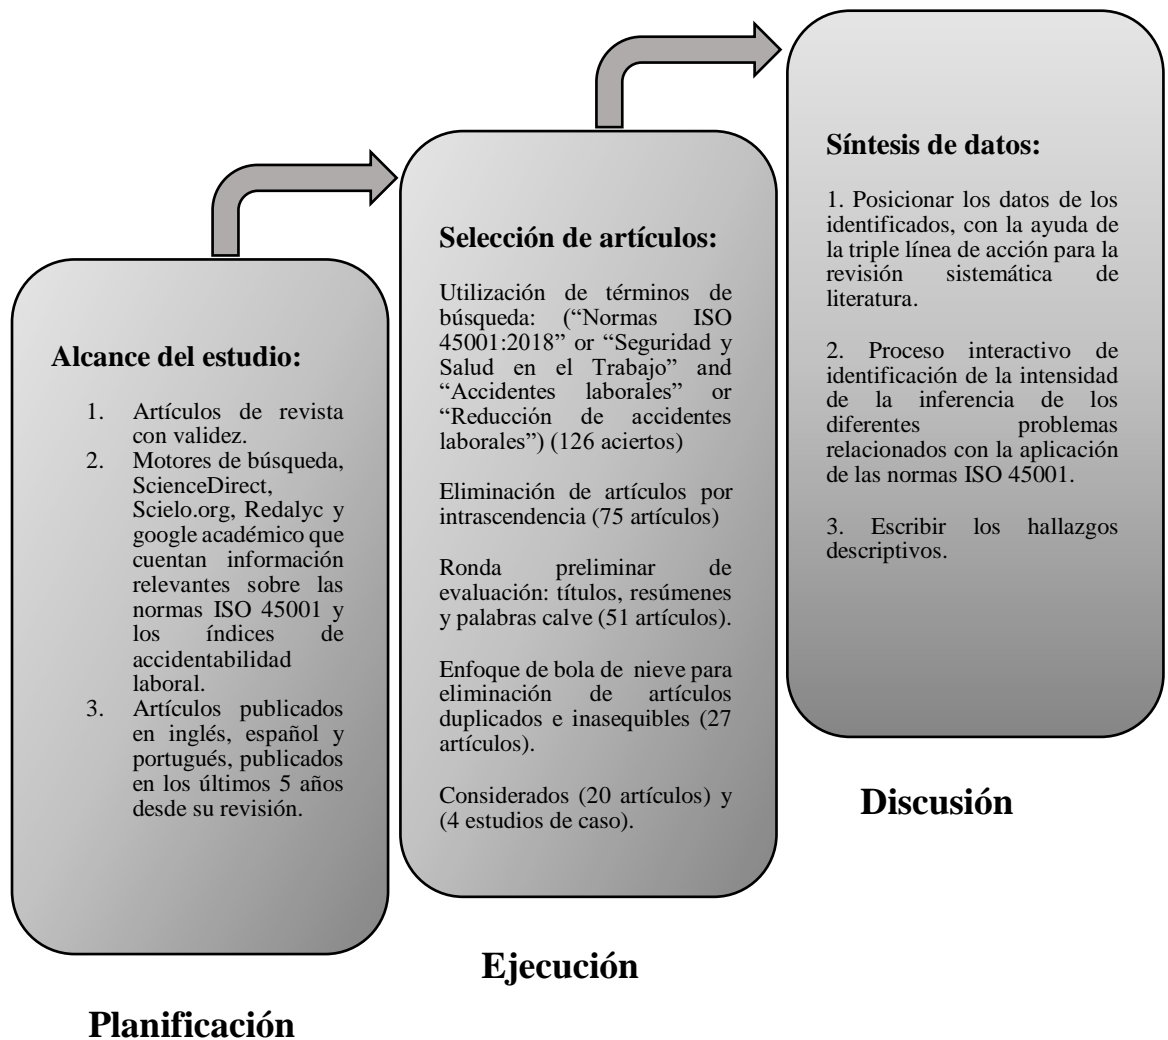 Alcance del estudio:
1. Artículos de revista
con validez.
2. Motores de búsqueda,
ScienceDirect,
Scielo.org, Redalyc y
google académico que
cuentan información
relevantes sobre las
normas ISO 45001 y
los índices de
accidentabilidad
laboral.
3. Artículos publicados
en inglés, español y
portugués, publicados
en los últimos 5 años
desde su revisión.
Planificación
Selección de artículos:
Utilización de términos de
búsqueda: (“Normas ISO
45001:2018” or “Seguridad y
Salud en el Trabajo” and
“Accidentes laborales” or
“Reducción de accidentes
laborales”) (126 aciertos)
Eliminación de artículos por
intrascendencia (75 artículos)
Ronda preliminar de
evaluación: títulos, resúmenes
y palabras calve (51 artículos).
Enfoque de bola de nieve para
eliminación de artículos
duplicados e inasequibles (27
artículos).
Considerados (20 artículos) y
(4 estudios de caso).
Ejecución
Síntesis de datos:
1. Posicionar los datos de los
identificados, con la ayuda de
la triple línea de acción para la
revisión sistemática de
literatura.
2. Proceso interactivo de
identificación de la intensidad
de la inferencia de los
diferentes problemas
relacionados con la aplicación
de las normas ISO 45001.
3. Escribir los hallazgos
descriptivos.
Discusión